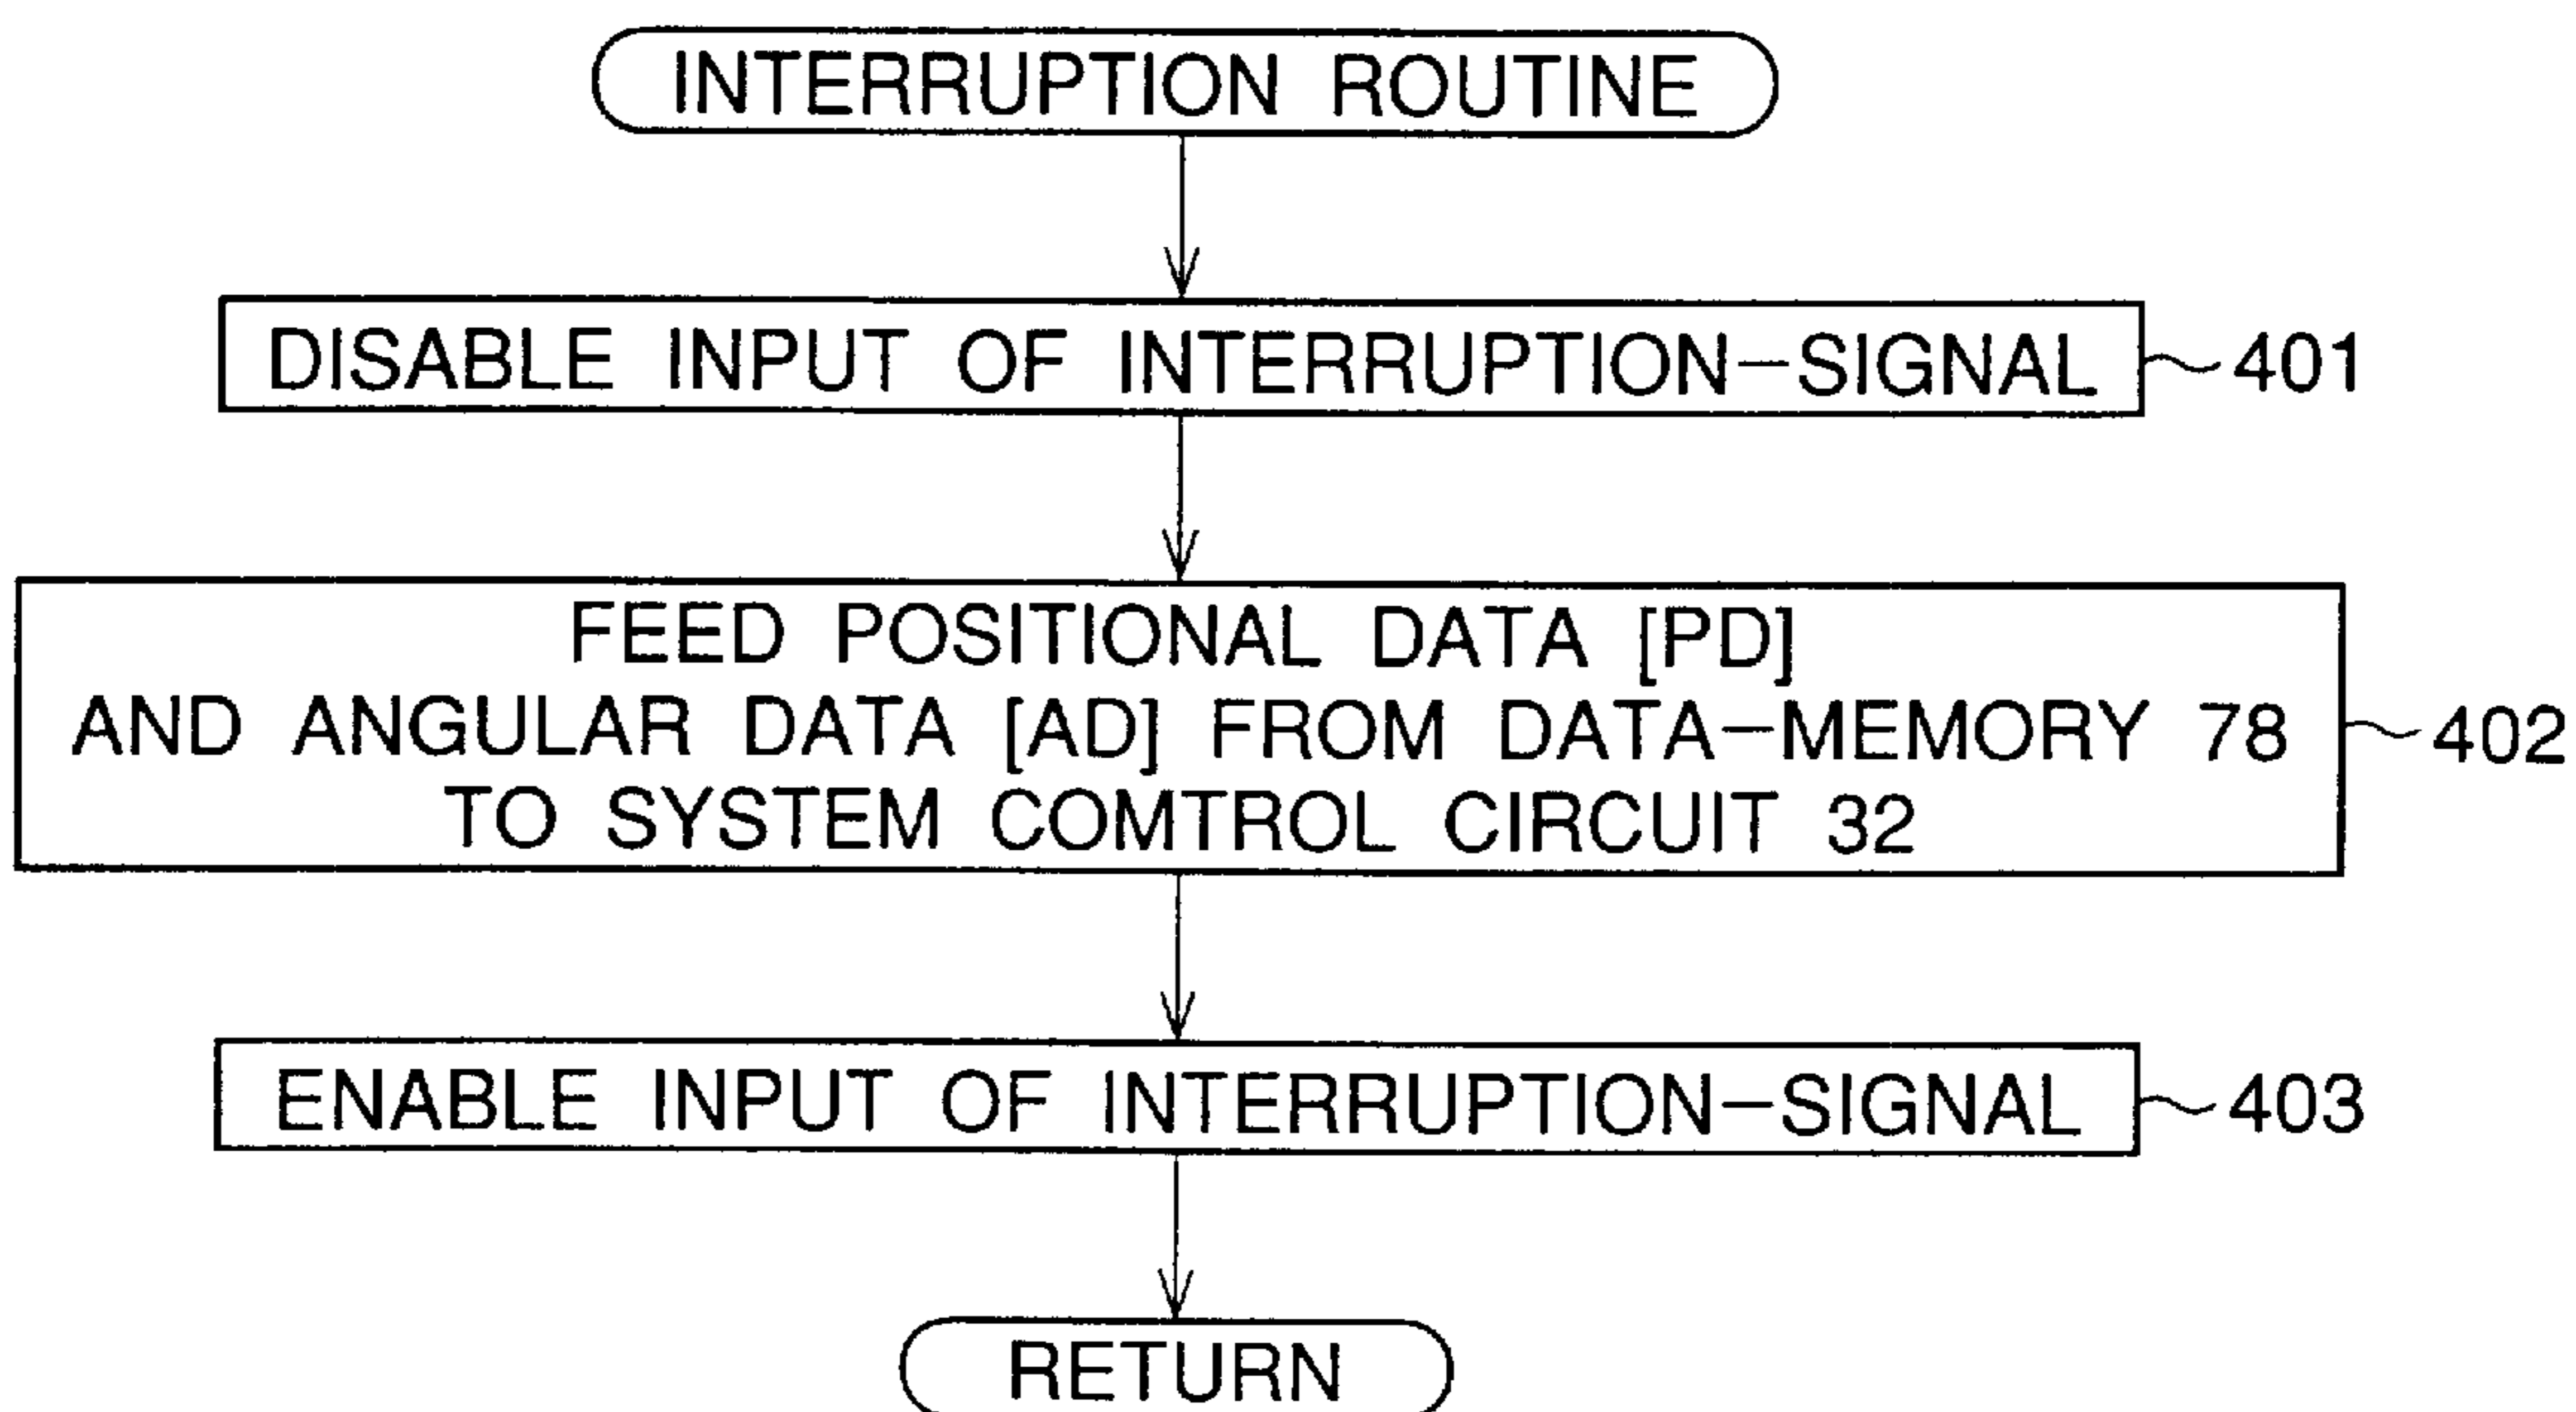 INTERRUPTION ROUTINE
DISABLE INPUT OF INTERRUPTION-SIGNAL
401
FEED POSITIONAL DATA [PD]
AND ANGULAR DATA [AD] FROM DATA-MEMORY 78
TO SYSTEM COMTROL CIRCUIT 32
402
ENABLE INPUT OF INTERRUPTION-SIGNAL
403
RETURN